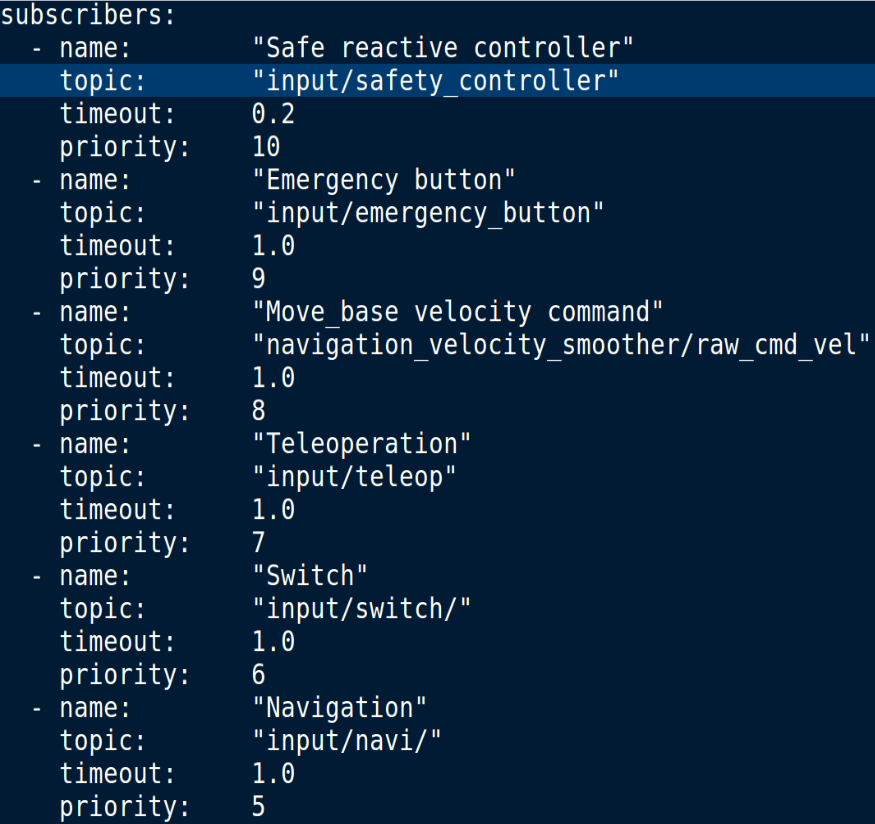 subscribers:
  - name:        "Safe reactive controller"
    topic:       "input/safety_controller"
    timeout:     0.2
    priority:    10
  - name:        "Emergency button"
    topic:       "input/emergency_button"
    timeout:     1.0
    priority:    9
  - name:        "Move_base velocity command"
    topic:       "navigation_velocity_smoother/raw_cmd_vel"
    timeout:     1.0
    priority:    8
  - name:        "Teleoperation"
    topic:       "input/teleop"
    timeout:     1.0
    priority:    7
  - name:        "Switch"
    topic:       "input/switch/"
    timeout:     1.0
    priority:    6
  - name:        "Navigation"
    topic:       "input/navi/"
    timeout:     1.0
    priority:    5